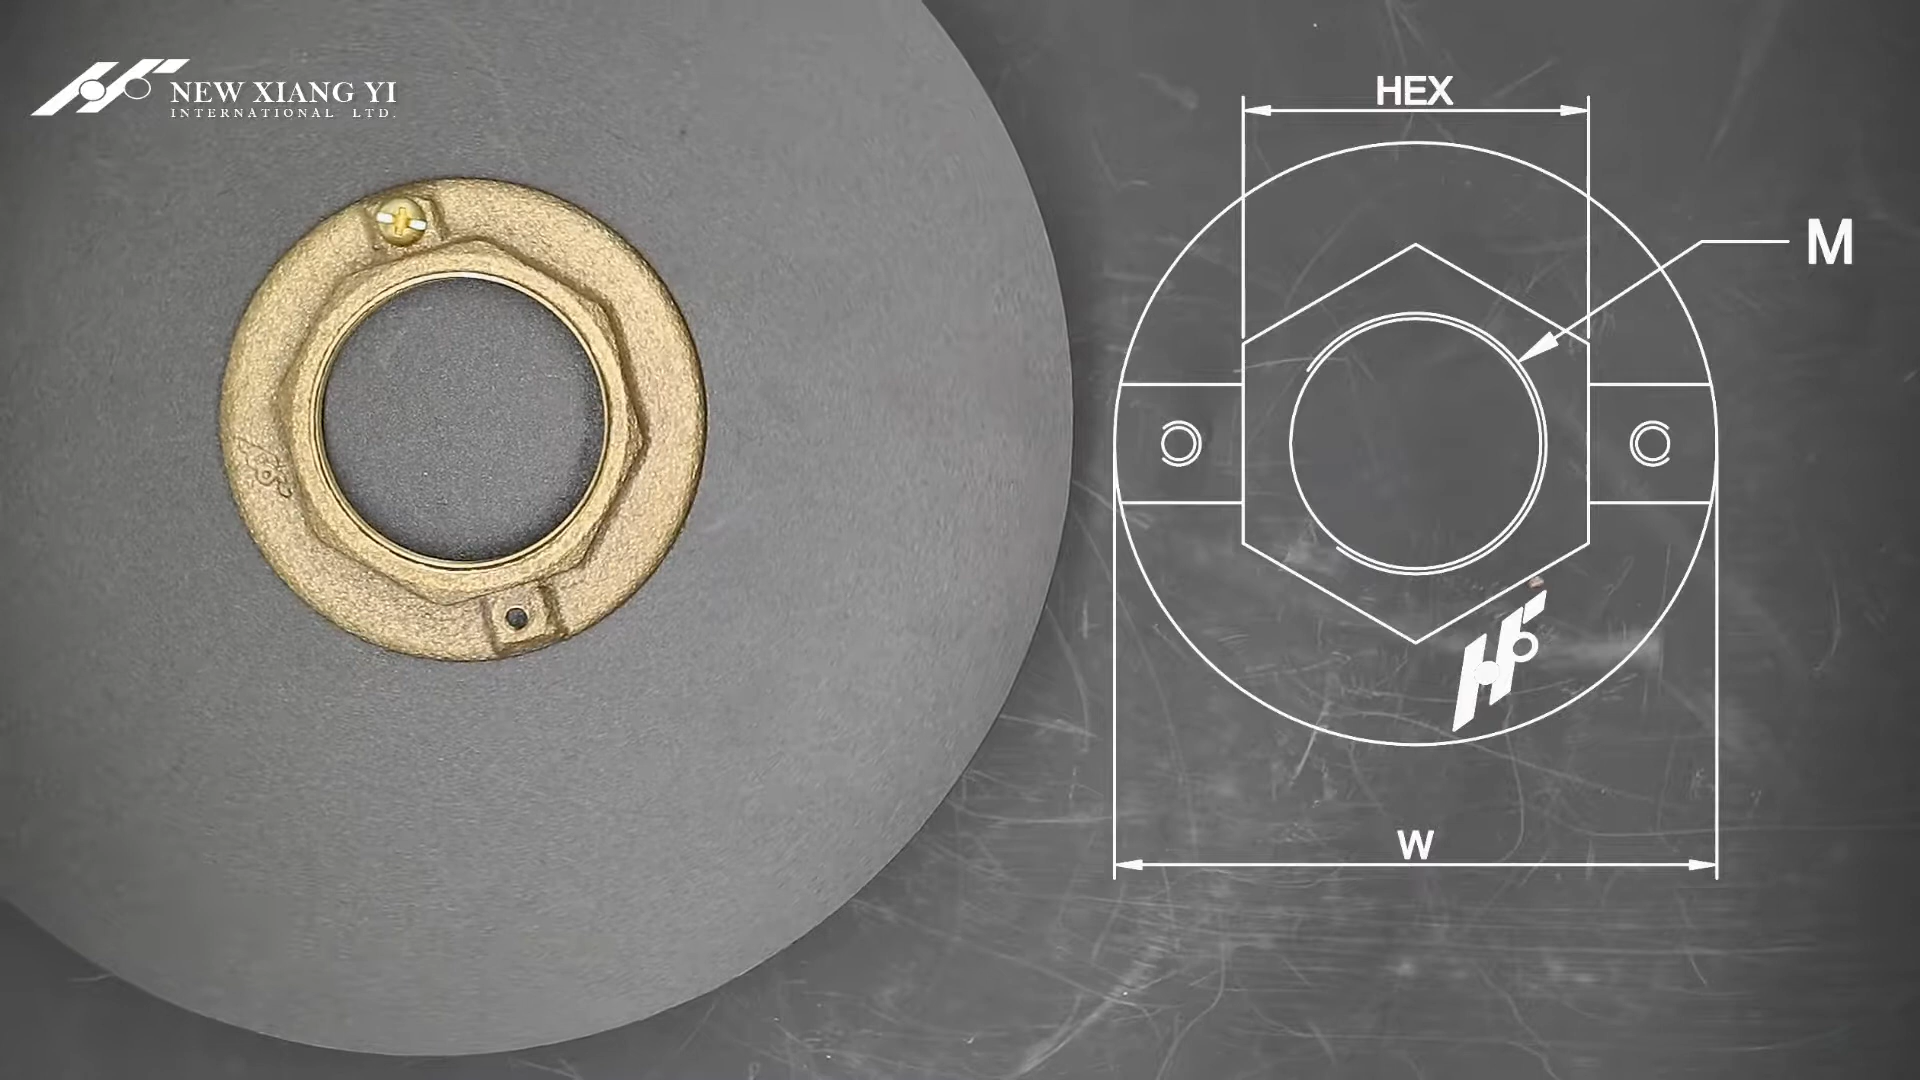 NEW XIANG YI
INTERNATIONAL LTD.
HEX
M
W